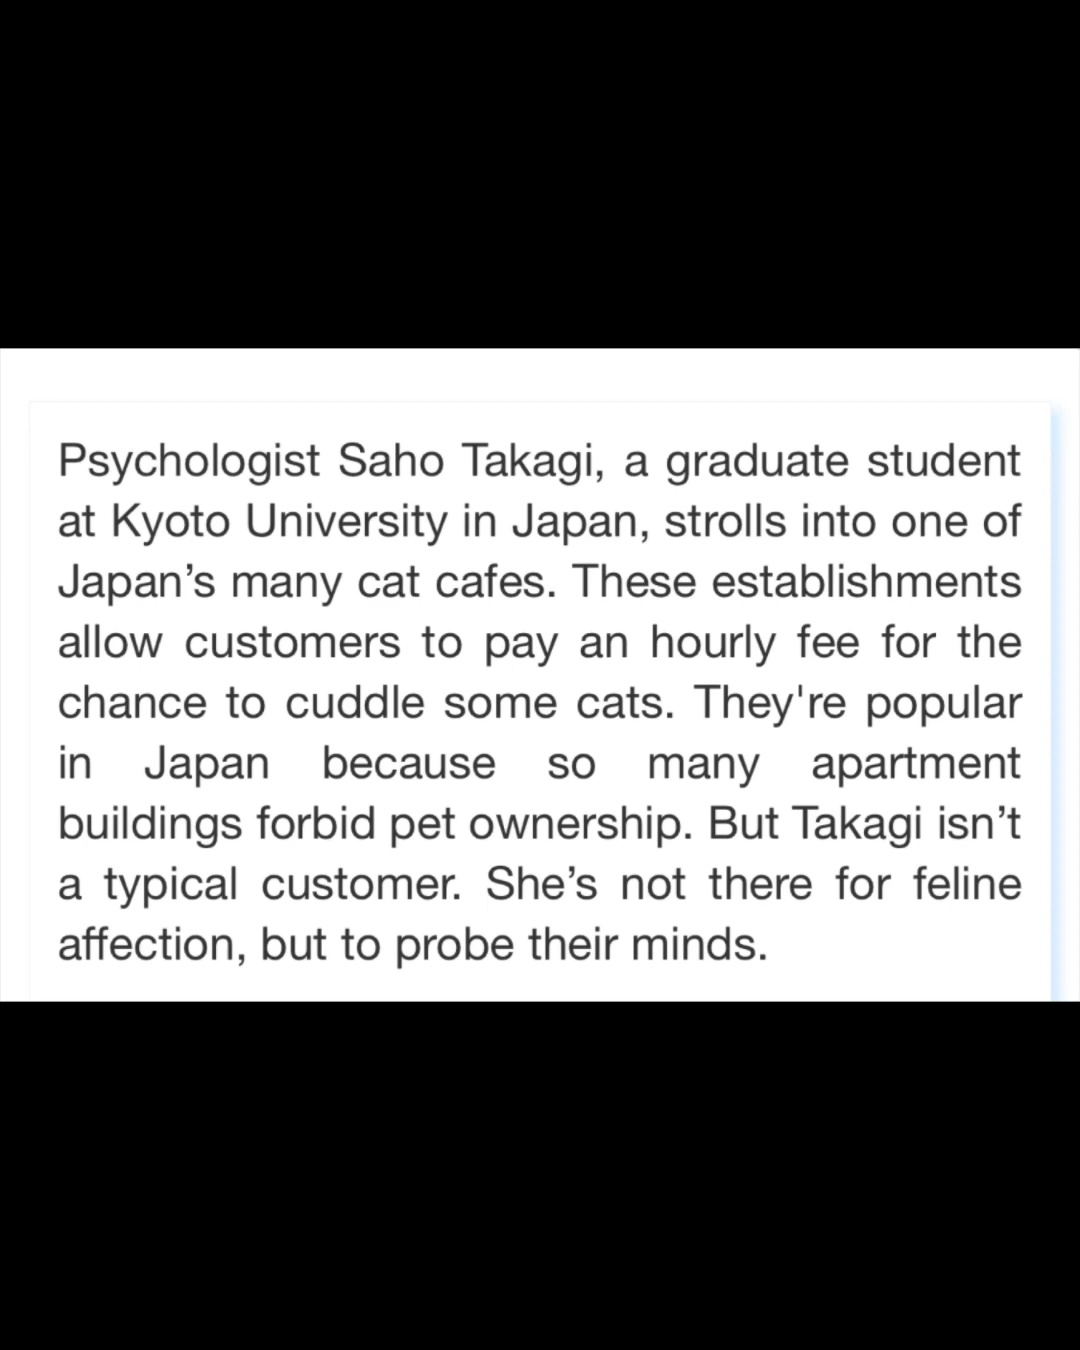 Psychologist Saho Takagi, a graduate student
at Kyoto University in Japan, strolls into one of
Japan’s many cat cafes. These establishments
allow customers to pay an hourly fee for the
chance to cuddle some cats. They're popular
in Japan because so many apartment
buildings forbid pet ownership. But Takagi isn’t
a typical customer. She’s not there for feline
affection, but to probe their minds.